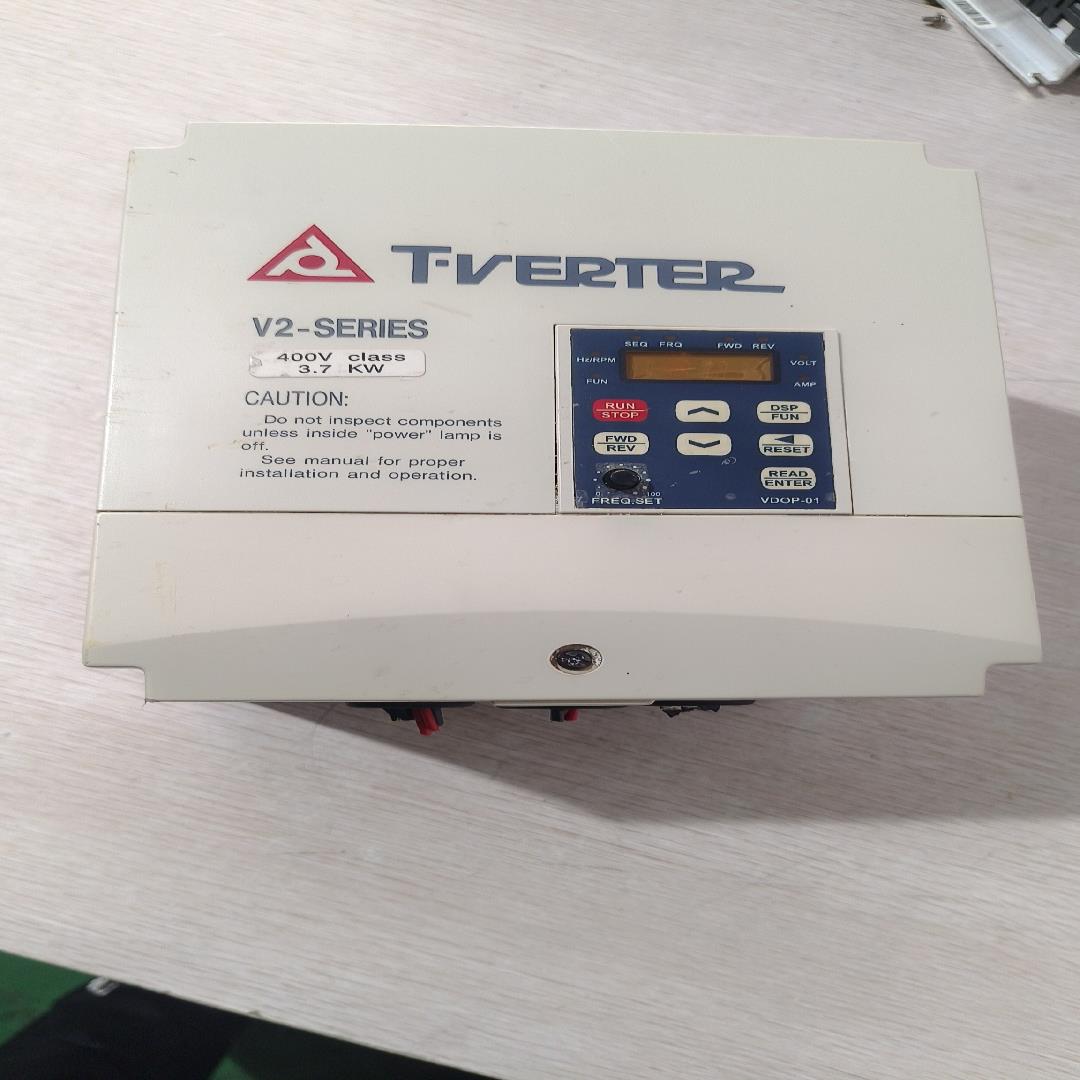 T-VERTER
V2-SERIES
400V class
3.7 KW
CAUTION:
Do not inspect components
unless inside "power" lamp is
off.
See manual for proper
installation and operation.
SEQ FRQ FWD REV
Hz/RPM VOLT
FUN AMP
RUN
STOP
DSP
FUN
FWD
REV
RESET
READ
ENTER
0 100
FREQ.SET VDOP-01